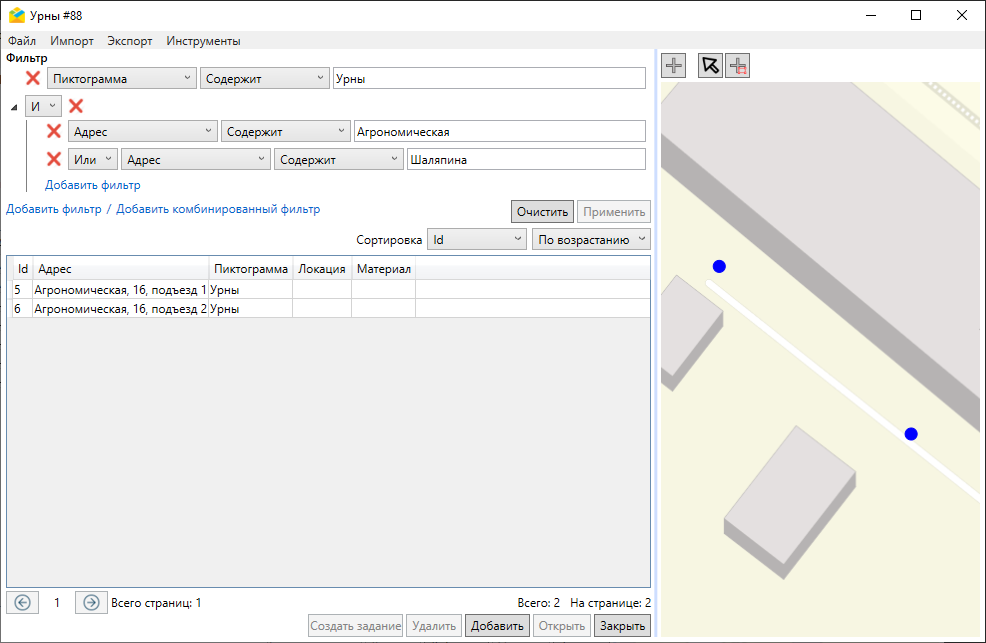 Урны #88
Файл Импорт Экспорт Инструменты
Фильтр
Пиктограмма Содержит Урны
И
Адрес Содержит Агрономическая
Или Адрес Содержит Шаляпина
Добавить фильтр
Добавить фильтр / Добавить комбинированный фильтр
Очистить Применить
Сортировка Id По возрастанию
Id Адрес Пиктограмма Локация Материал
5 Агрономическая, 16, подъезд 1 Урны
6 Агрономическая, 16, подъезд 2 Урны
1 Всего страниц: 1 Всего: 2 На странице: 2
Создать задание Удалить Добавить Открыть Закрыть